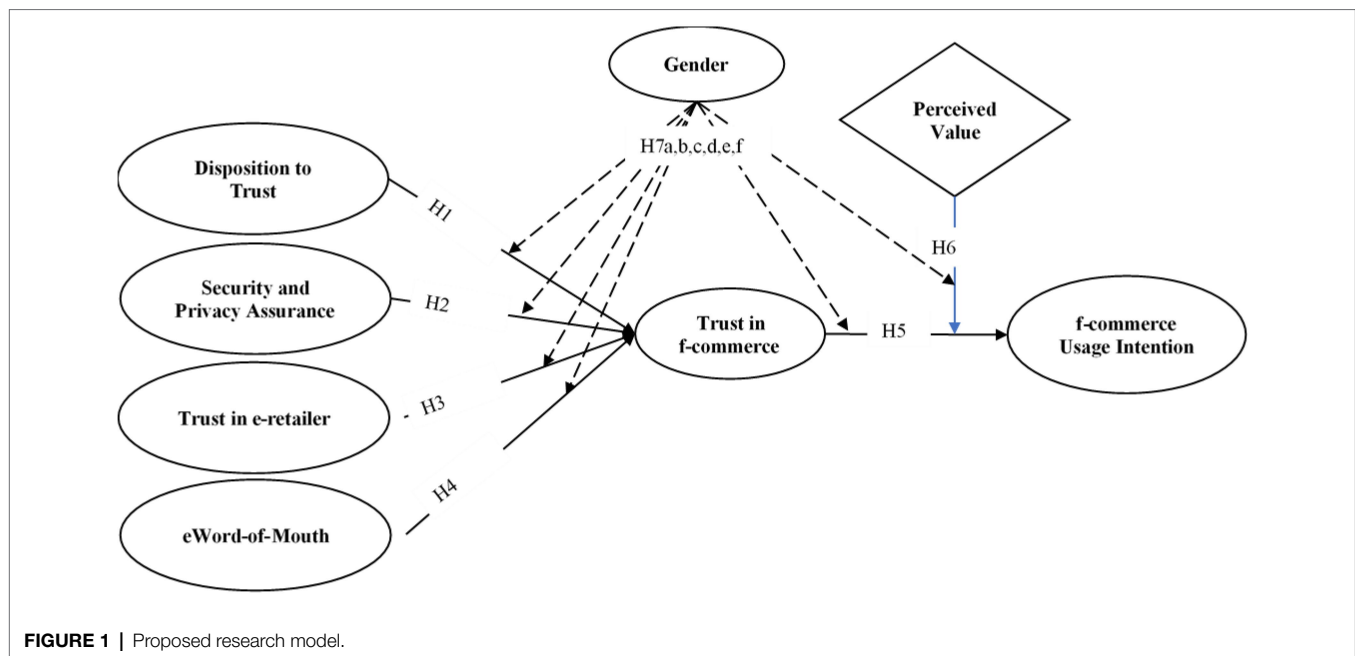 Gender
Perceived
Value
H7a,b,c,d,e,f
Disposition to
Trust
H1
Security and
Privacy Assurance
H2
H6
Trust in
f-commerce
H5
f-commerce
Usage Intention
Trust in e-retailer
H3
eWord-of-Mouth
H4
FIGURE 1 | Proposed research model.